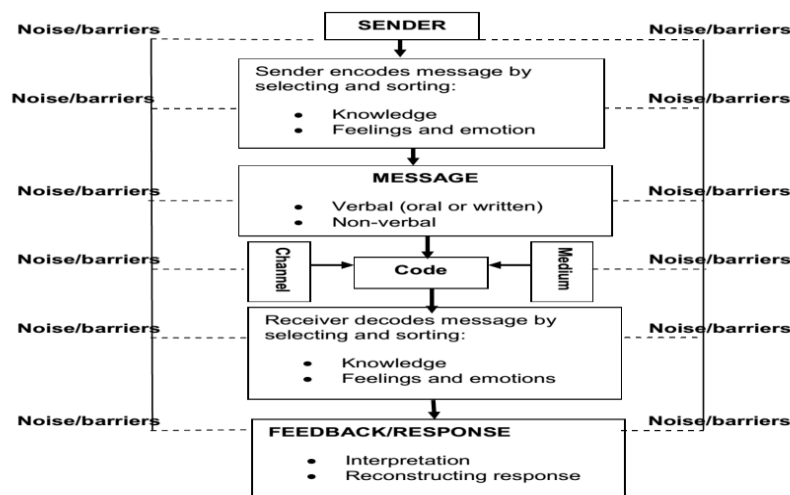 Noise/barriers
SENDER
Noise/barriers
Sender encodes message by
selecting and sorting:
Noise/barriers
• Knowledge
Noise/barriers
• Feelings and emotion
MESSAGE
Noise/barriers
Noise/barriers
• Verbal (oral or written)
• Non-verbal
Noise/barriers
Channel
Code
Medium
Noise/barriers
Receiver decodes message by
selecting and sorting:
Noise/barriers
Noise/barriers
• Knowledge
• Feelings and emotions
Noise/barriers
Noise/barriers
FEEDBACK/RESPONSE
• Interpretation
• Reconstructing response